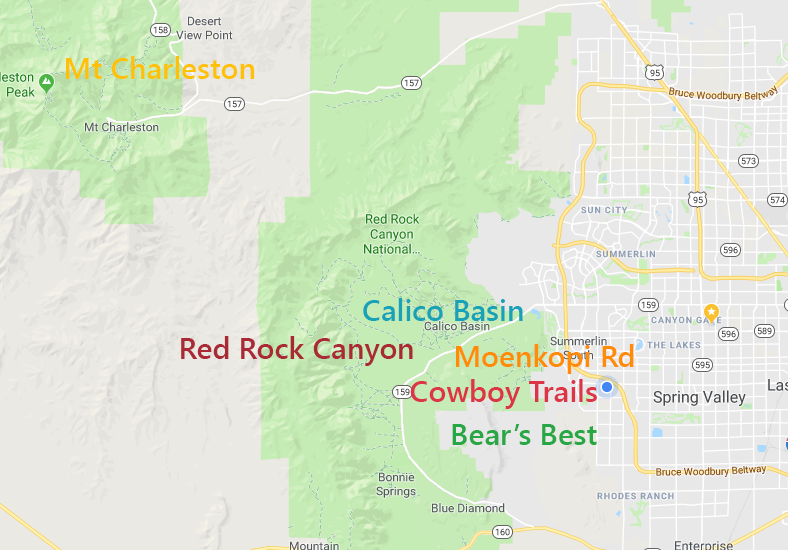 Desert
View Point
158
Mt Charleston
leston
Peak
157
157
Mt Charleston
95
Bruce Woodbury Beltway
573
95
574
SUN CITY
Red Rock
Canyon
National...
596
SUMMERLIN
Calico Basin
Calico Basin
159
CANYON GATE
596
589
Summerlin
South
THE LAKES
Red Rock Canyon
Moenkopi Rd
595
159
Cowboy Trails
Spring Valley
Las
Bear's Best
Bruce Woodbury Beltway
Bonnie
Springs
RHODES RANCH
Blue Diamond
160
Mountain
Enterprise